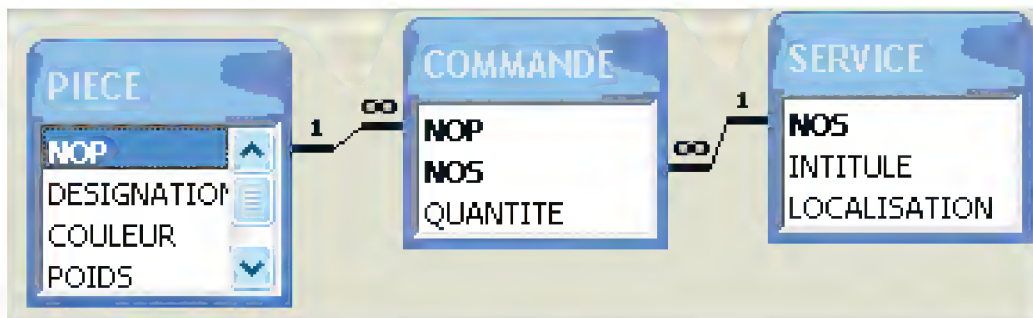 PIECE
NOP
DESIGNATION
COULEUR
POIDS
1
∞
COMMANDE
NOP
NOS
QUANTITE
∞
1
SERVICE
NOS
INTITULE
LOCALISATION